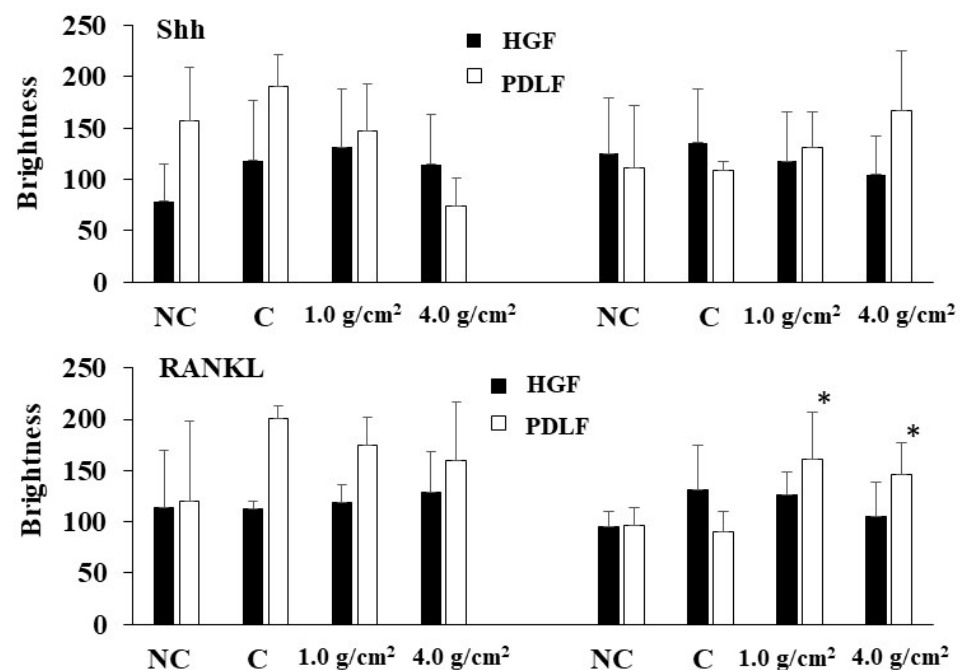 Shh
HGF
PDLF
Brightness
250
200
150
100
50
0
NC C 1.0 g/cm² 4.0 g/cm² NC C 1.0 g/cm² 4.0 g/cm²
RANKL
HGF
PDLF
Brightness
250
200
150
100
50
0
* *
NC C 1.0 g/cm² 4.0 g/cm² NC C 1.0 g/cm² 4.0 g/cm²